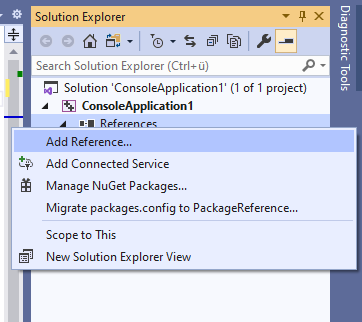 Solution Explorer
Search Solution Explorer (Ctrl+ü)
Solution 'ConsoleApplication1' (1 of 1 project)
ConsoleApplication1
References
Add Reference...
Add Connected Service
Manage NuGet Packages...
Migrate packages.config to PackageReference...
Scope to This
New Solution Explorer View
Diagnostic Tools